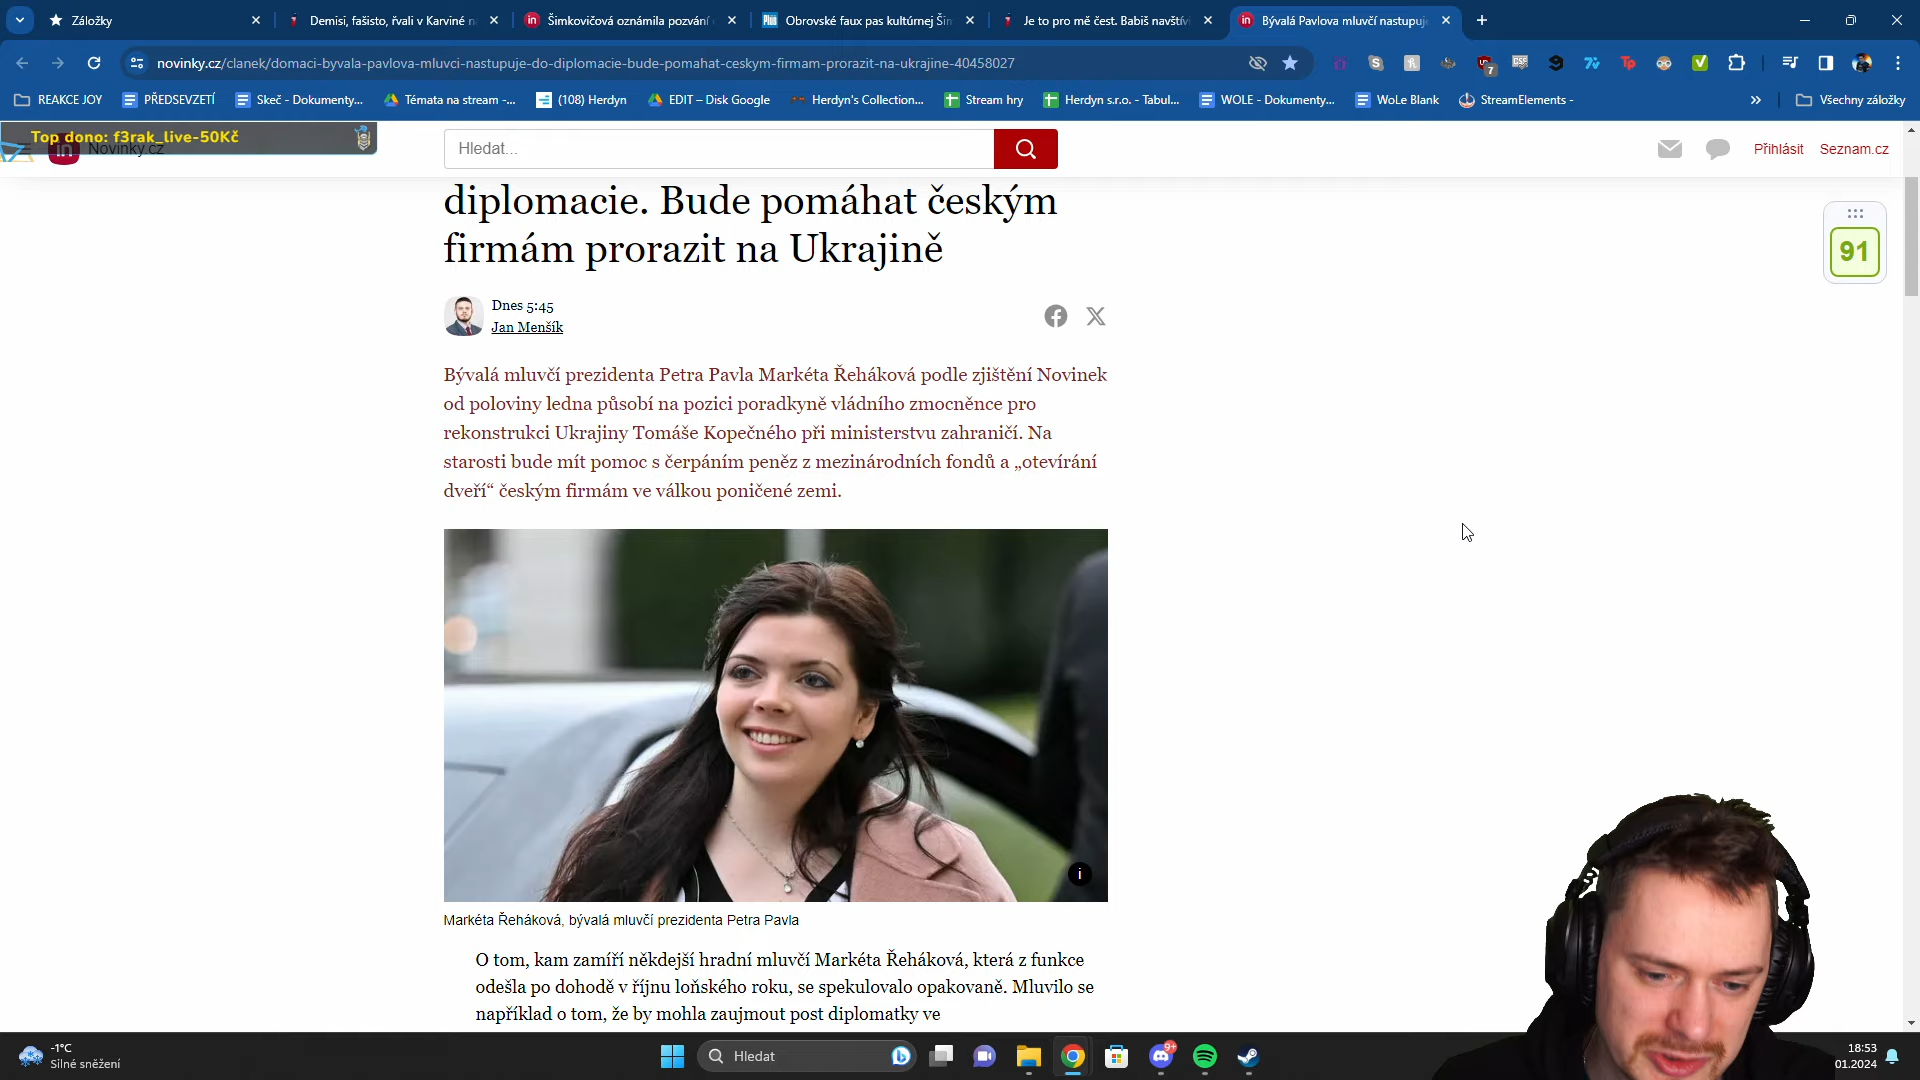 Záložky
Demisi, fašisto, řvali v Karviné n
Šimkovičová oznámila pozvání
Obrovské faux pas kultúrnej Šim
Je to pro mě čest. Babiš navštívi
Bývalá Pavlova mluvčí nastupuj
novinky.cz/clanek/domaci-byvala-pavlova-mluvci-nastupuje-do-diplomacie-bude-pomahat-ceskym-firmam-prorazit-na-ukrajine-40458027
7
REAKCE JOY
PŘEDSEVZETÍ
Skeč - Dokumenty...
Témata na stream -...
(108) Herdyn
EDIT – Disk Google
Herdyn's Collection...
Stream hry
Herdyn s.r.o. - Tabul...
WOLE - Dokumenty...
WoLe Blank
StreamElements -
Všechny záložky
Top dono: f3rak_live-50Kč
Novinky.cz
Hledat...
Přihlásit
Seznam.cz
diplomacie. Bude pomáhat českým
firmám prorazit na Ukrajině
91
Dnes 5:45
Jan Menšík
Bývalá mluvčí prezidenta Petra Pavla Markéta Řeháková podle zjištění Novinek
od poloviny ledna působí na pozici poradkyně vládního zmocněnce pro
rekonstrukci Ukrajiny Tomáše Kopečného při ministerstvu zahraničí. Na
starosti bude mít pomoc s čerpáním peněz z mezinárodních fondů a „otevírání
dveří“ českým firmám ve válkou poničené zemi.
i
Markéta Řeháková, bývalá mluvčí prezidenta Petra Pavla
O tom, kam zamíří někdejší hradní mluvčí Markéta Řeháková, která z funkce
odešla po dohodě v říjnu loňského roku, se spekulovalo opakovaně. Mluvilo se
například o tom, že by mohla zaujmout post diplomatky ve
-1°C
Silné sněžení
Hledat
9+
18:53
01.2024